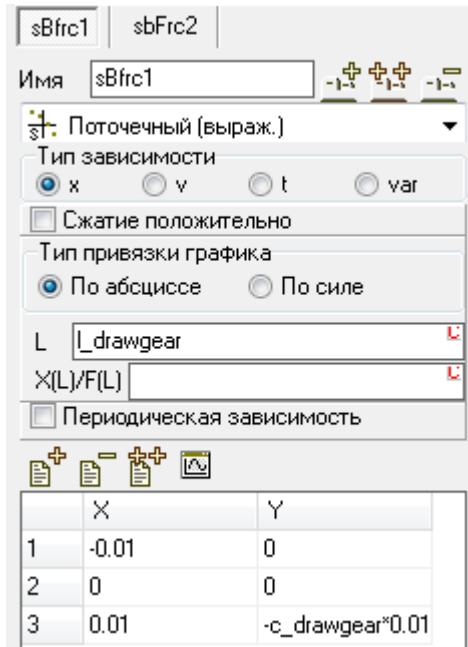 sBfrc1 sbFrc2
Имя sBfrc1
Поточечный (выраж.)
Тип зависимости
x v t var
Сжатие положительно
Тип привязки графика
По абсциссе По силе
L l_drawgear
X(L)/F(L)
Периодическая зависимость
X Y
1 -0.01 0
2 0 0
3 0.01 -c_drawgear*0.01